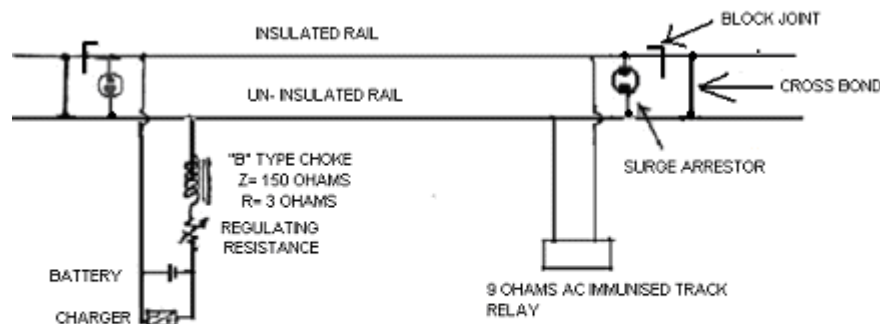 BLOCK JOINT
INSULATED RAIL
CROSS BOND
UN- INSULATED RAIL
SURGE ARRESTOR
"B" TYPE CHOKE
Z= 150 OHAMS
R= 3 OHAMS
REGULATING
RESISTANCE
BATTERY
CHARGER
9 OHAMS AC IMMUNISED TRACK
RELAY